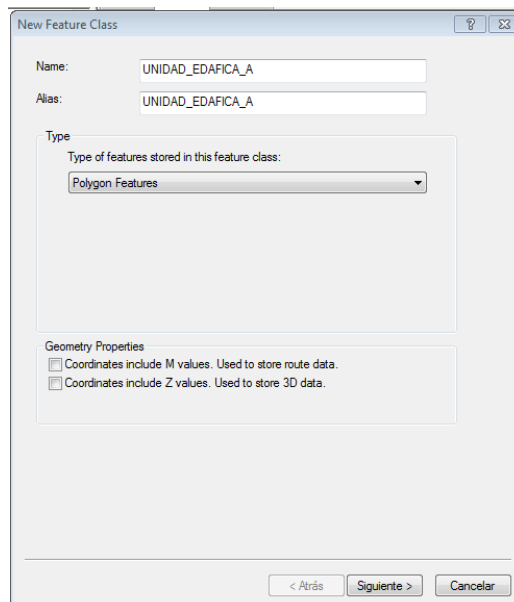 New Feature Class
Name: UNIDAD_EDAFICA_A
Alias: UNIDAD_EDAFICA_A
Type
Type of features stored in this feature class:
Polygon Features
Geometry Properties
Coordinates include M values. Used to store route data.
Coordinates include Z values. Used to store 3D data.
< Atrás Siguiente > Cancelar